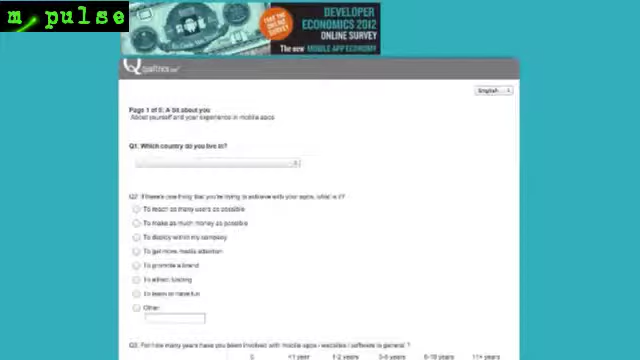 m pulse
TAKE THE ONLINE SURVEY
DEVELOPER
ECONOMICS 2012
ONLINE SURVEY
The new MOBILE APP ECONOMY
English
Page 1 of 5: A bit about you
About yourself and your experience in mobile apps
Q1. Which country do you live in?
Q2. If there's one thing that you're trying to achieve with your apps, what is it?
To reach as many users as possible
To make as much money as possible
To deploy within my company
To get more media attention
To promote a brand
To attract funding
To learn or have fun
Other:
Q3. For how many years have you been involved with mobile apps / websites / software in general ?
0 <1 year 1-2 years 3-5 years 6-10 years 11+ years